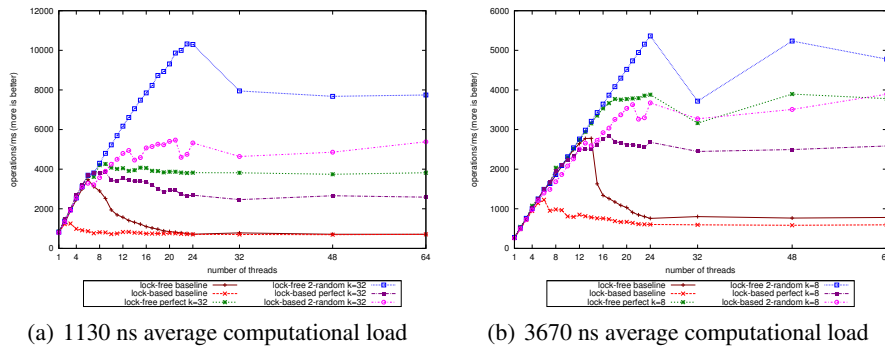 12000
10000
8000
6000
4000
2000
0
operations/ms (more is better)
1 4 8 12 16 20 24 32 48 64
number of threads
lock-free baseline
lock-based baseline
lock-free perfect k=32
lock-free 2-random k=32
lock-based perfect k=32
lock-based 2-random k=32
(a) 1130 ns average computational load
6000
5000
4000
3000
2000
1000
0
operations/ms (more is better)
1 4 8 12 16 20 24 32 48
number of threads
lock-free baseline
lock-based baseline
lock-free perfect k=8
lock-free 2-random k=8
lock-based perfect k=8
lock-based 2-random k=8
(b) 3670 ns average computational load